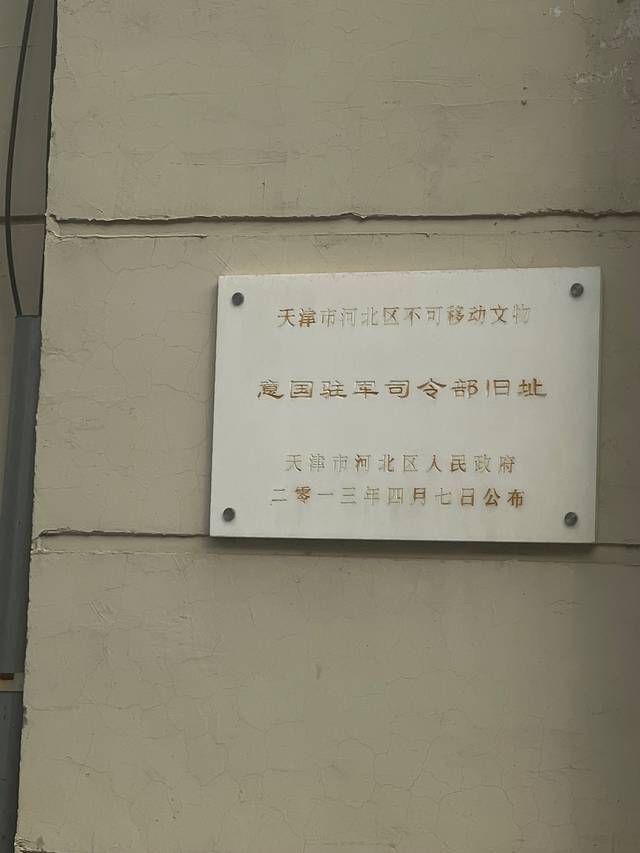 天津市河北区不可移动文物
意国驻军司令部旧址
天津市河北区人民政府
二零一三年四月七日公布